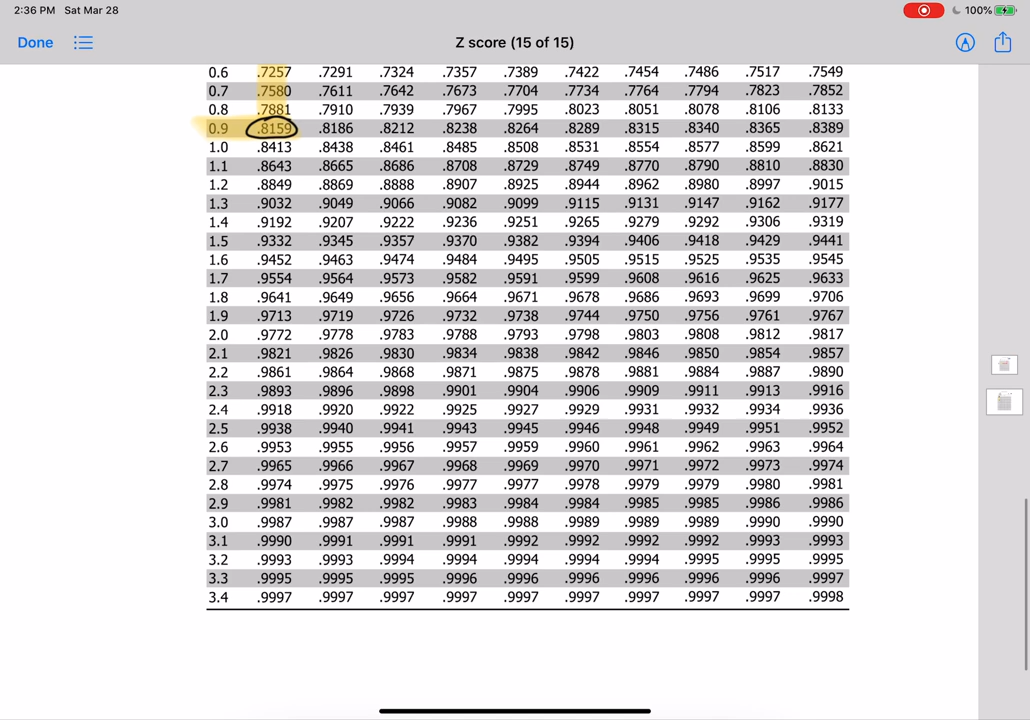 2:36 PM Sat Mar 28 100%
Done Z score (15 of 15)
0.6 .7257 .7291 .7324 .7357 .7389 .7422 .7454 .7486 .7517 .7549
0.7 .7580 .7611 .7642 .7673 .7704 .7734 .7764 .7794 .7823 .7852
0.8 .7881 .7910 .7939 .7967 .7995 .8023 .8051 .8078 .8106 .8133
0.9 .8159 .8186 .8212 .8238 .8264 .8289 .8315 .8340 .8365 .8389
1.0 .8413 .8438 .8461 .8485 .8508 .8531 .8554 .8577 .8599 .8621
1.1 .8643 .8665 .8686 .8708 .8729 .8749 .8770 .8790 .8810 .8830
1.2 .8849 .8869 .8888 .8907 .8925 .8944 .8962 .8980 .8997 .9015
1.3 .9032 .9049 .9066 .9082 .9099 .9115 .9131 .9147 .9162 .9177
1.4 .9192 .9207 .9222 .9236 .9251 .9265 .9279 .9292 .9306 .9319
1.5 .9332 .9345 .9357 .9370 .9382 .9394 .9406 .9418 .9429 .9441
1.6 .9452 .9463 .9474 .9484 .9495 .9505 .9515 .9525 .9535 .9545
1.7 .9554 .9564 .9573 .9582 .9591 .9599 .9608 .9616 .9625 .9633
1.8 .9641 .9649 .9656 .9664 .9671 .9678 .9686 .9693 .9699 .9706
1.9 .9713 .9719 .9726 .9732 .9738 .9744 .9750 .9756 .9761 .9767
2.0 .9772 .9778 .9783 .9788 .9793 .9798 .9803 .9808 .9812 .9817
2.1 .9821 .9826 .9830 .9834 .9838 .9842 .9846 .9850 .9854 .9857
2.2 .9861 .9864 .9868 .9871 .9875 .9878 .9881 .9884 .9887 .9890
2.3 .9893 .9896 .9898 .9901 .9904 .9906 .9909 .9911 .9913 .9916
2.4 .9918 .9920 .9922 .9925 .9927 .9929 .9931 .9932 .9934 .9936
2.5 .9938 .9940 .9941 .9943 .9945 .9946 .9948 .9949 .9951 .9952
2.6 .9953 .9955 .9956 .9957 .9959 .9960 .9961 .9962 .9963 .9964
2.7 .9965 .9966 .9967 .9968 .9969 .9970 .9971 .9972 .9973 .9974
2.8 .9974 .9975 .9976 .9977 .9977 .9978 .9979 .9979 .9980 .9981
2.9 .9981 .9982 .9982 .9983 .9984 .9984 .9985 .9985 .9986 .9986
3.0 .9987 .9987 .9987 .9988 .9988 .9989 .9989 .9989 .9990 .9990
3.1 .9990 .9991 .9991 .9991 .9992 .9992 .9992 .9992 .9993 .9993
3.2 .9993 .9993 .9994 .9994 .9994 .9994 .9994 .9995 .9995 .9995
3.3 .9995 .9995 .9995 .9996 .9996 .9996 .9996 .9996 .9996 .9997
3.4 .9997 .9997 .9997 .9997 .9997 .9997 .9997 .9997 .9997 .9998